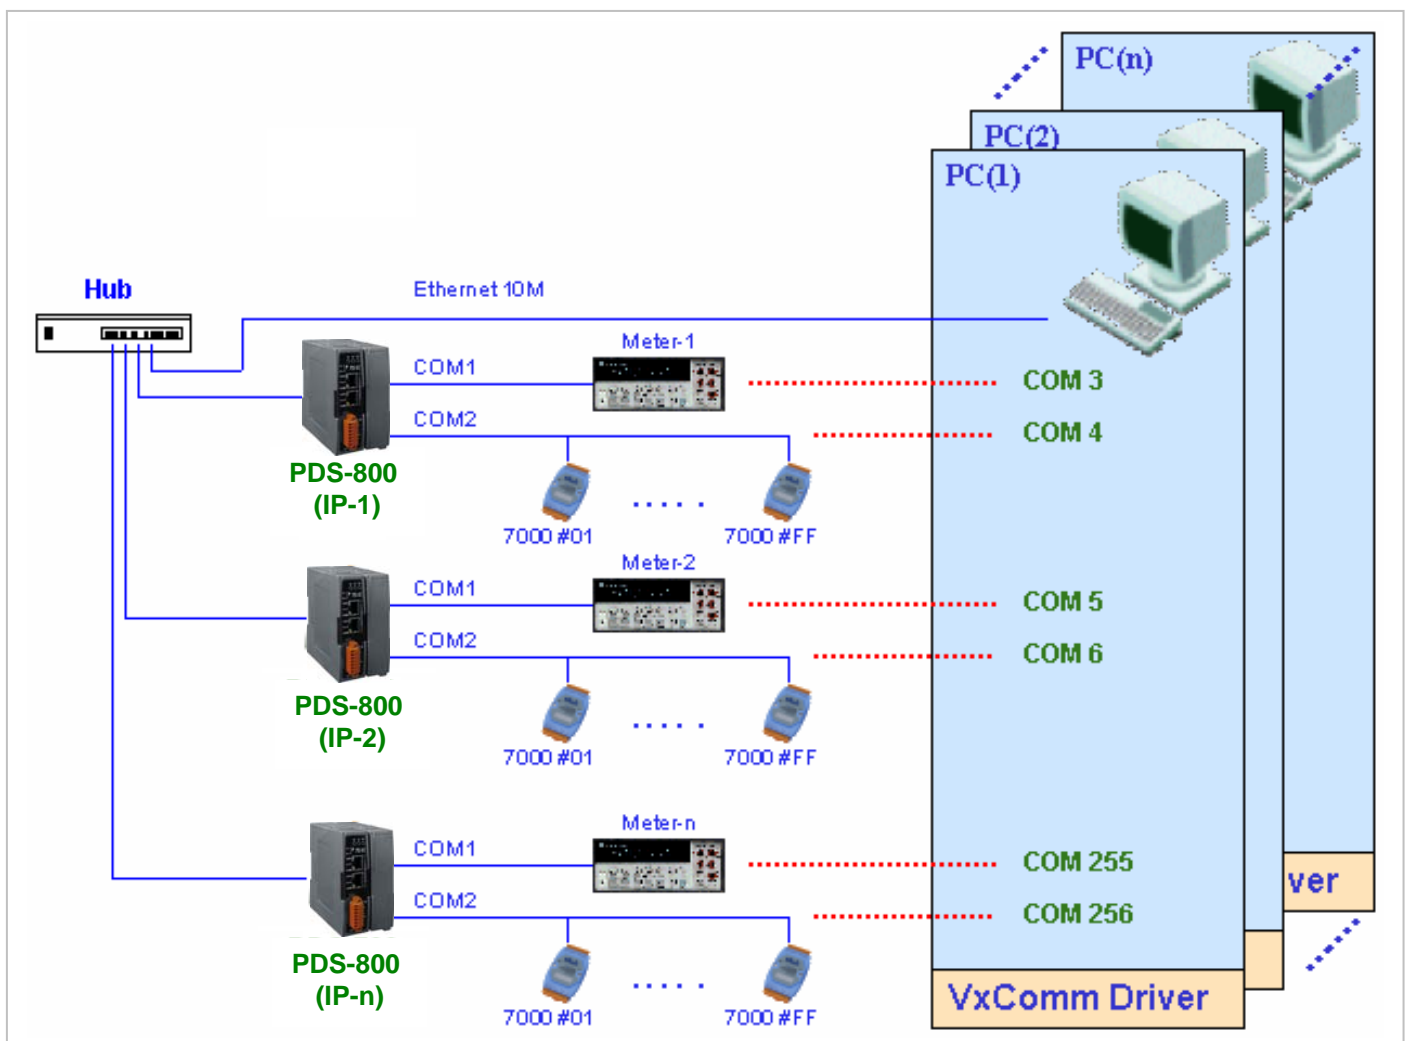 PC(n)
PC(2)
PC(1)
Hub
Ethernet 10M
Meter-1
COM1
COM 3
COM2
COM 4
PDS-800
(IP-1)
7000 #01
7000 #FF
Meter-2
COM1
COM 5
COM2
COM 6
PDS-800
(IP-2)
7000 #01
7000 #FF
Meter-n
COM1
COM 255
COM2
COM 256
PDS-800
(IP-n)
7000 #01
7000 #FF
ver
VxComm Driver